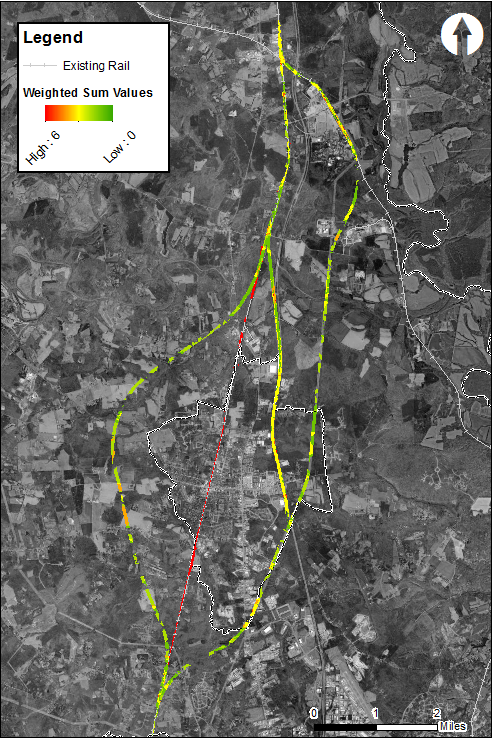 Legend
Existing Rail
Weighted Sum Values
High : 6
Low : 0
0 1 2
Miles